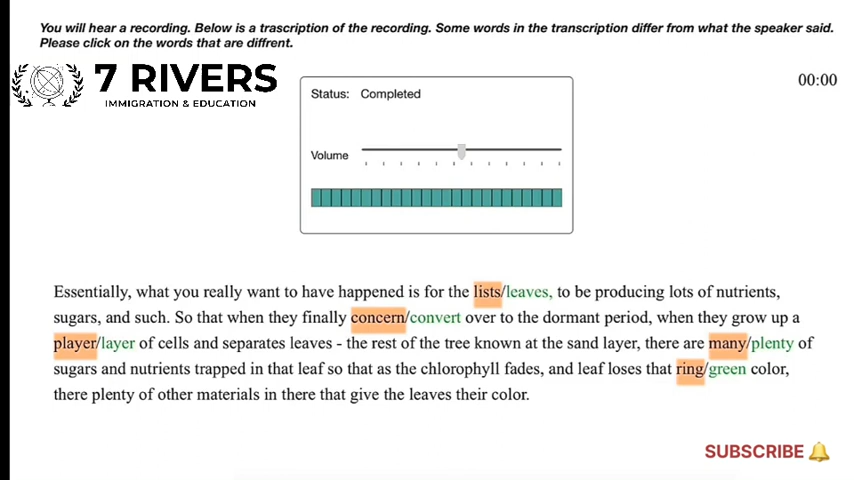 You will hear a recording. Below is a trascription of the recording. Some words in the transcription differ from what the speaker said.
Please click on the words that are diffrent.
7 RIVERS
IMMIGRATION & EDUCATION
Status: Completed
00:00
Volume
Essentially, what you really want to have happened is for the lists/leaves, to be producing lots of nutrients,
sugars, and such. So that when they finally concern/convert over to the dormant period, when they grow up a
player/layer of cells and separates leaves - the rest of the tree known at the sand layer, there are many/plenty of
sugars and nutrients trapped in that leaf so that as the chlorophyll fades, and leaf loses that ring/green color,
there plenty of other materials in there that give the leaves their color.
SUBSCRIBE